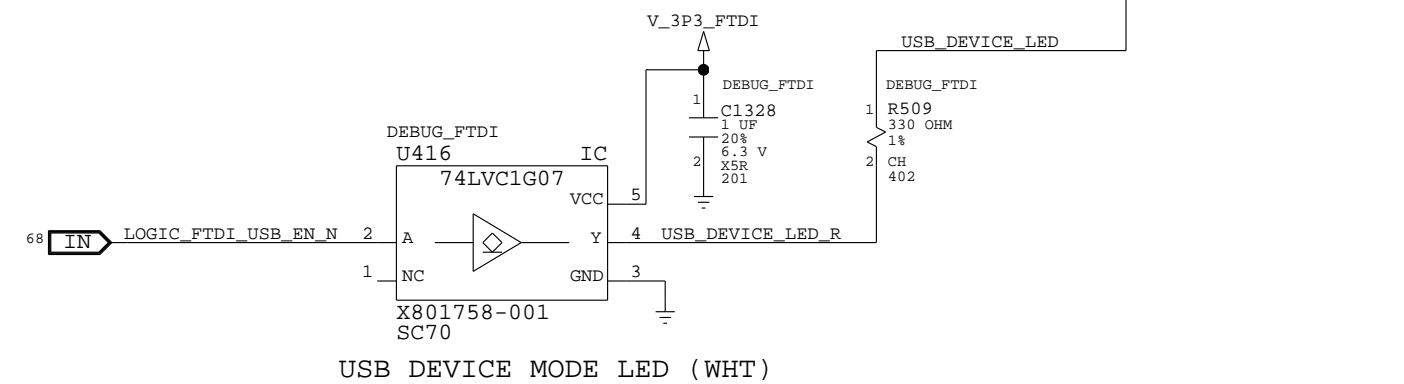 V_3P3_FTDI
USB_DEVICE_LED
DEBUG_FTDI
1
C1328
1 UF
20%
6.3 V
X5R
201
2
DEBUG_FTDI
1
R509
330 OHM
1%
2
CH
402
DEBUG_FTDI
U416 IC
74LVC1G07
VCC 5
68 IN LOGIC_FTDI_USB_EN_N 2 A Y 4 USB_DEVICE_LED_R
1 NC GND 3
X801758-001
SC70
USB DEVICE MODE LED (WHT)